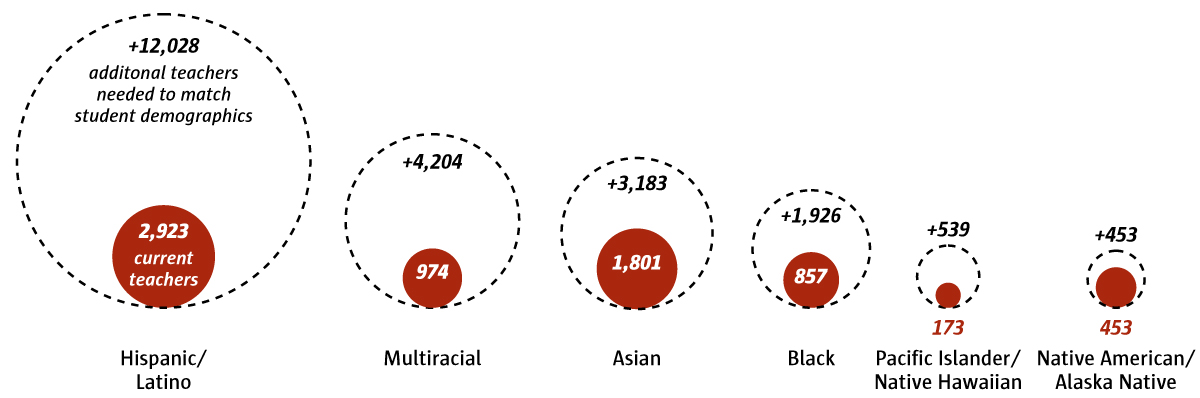 +12,028
additonal teachers
needed to match
student demographics
2,923
current
teachers
Hispanic/
Latino
+4,204
974
Multiracial
+3,183
1,801
Asian
+1,926
857
Black
+539
173
Pacific Islander/
Native Hawaiian
+453
453
Native American/
Alaska Native